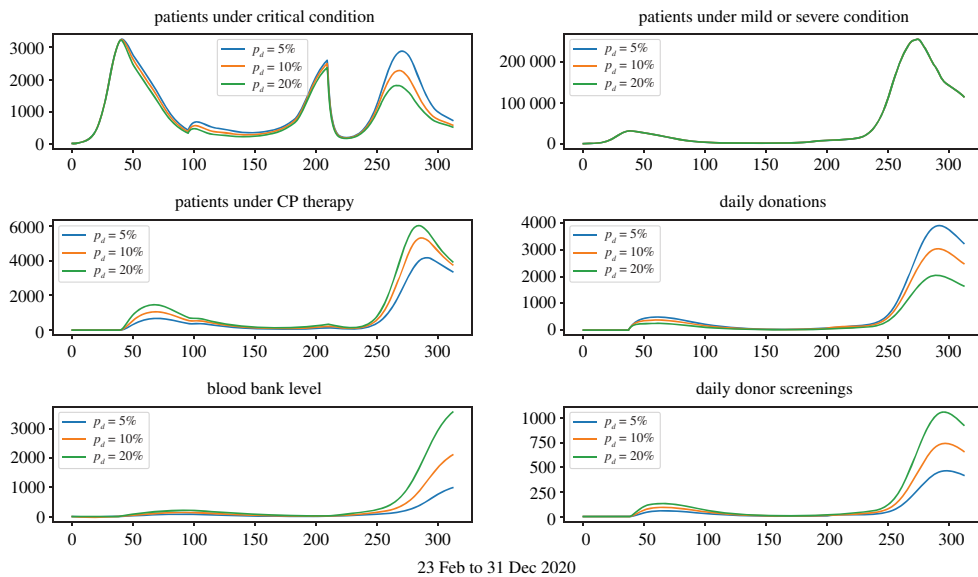 patients under critical condition
3000
2000
1000
0
p_d = 5%
p_d = 10%
p_d = 20%
0 50 100 150 200 250 300
patients under mild or severe condition
200 000
100 000
0
p_d = 5%
p_d = 10%
p_d = 20%
0 50 100 150 200 250 300
patients under CP therapy
6000
4000
2000
0
p_d = 5%
p_d = 10%
p_d = 20%
0 50 100 150 200 250 300
daily donations
4000
3000
2000
1000
0
p_d = 5%
p_d = 10%
p_d = 20%
0 50 100 150 200 250 300
blood bank level
3000
2000
1000
0
p_d = 5%
p_d = 10%
p_d = 20%
0 50 100 150 200 250 300
daily donor screenings
1000
750
500
250
0
p_d = 5%
p_d = 10%
p_d = 20%
0 50 100 150 200 250 300
23 Feb to 31 Dec 2020